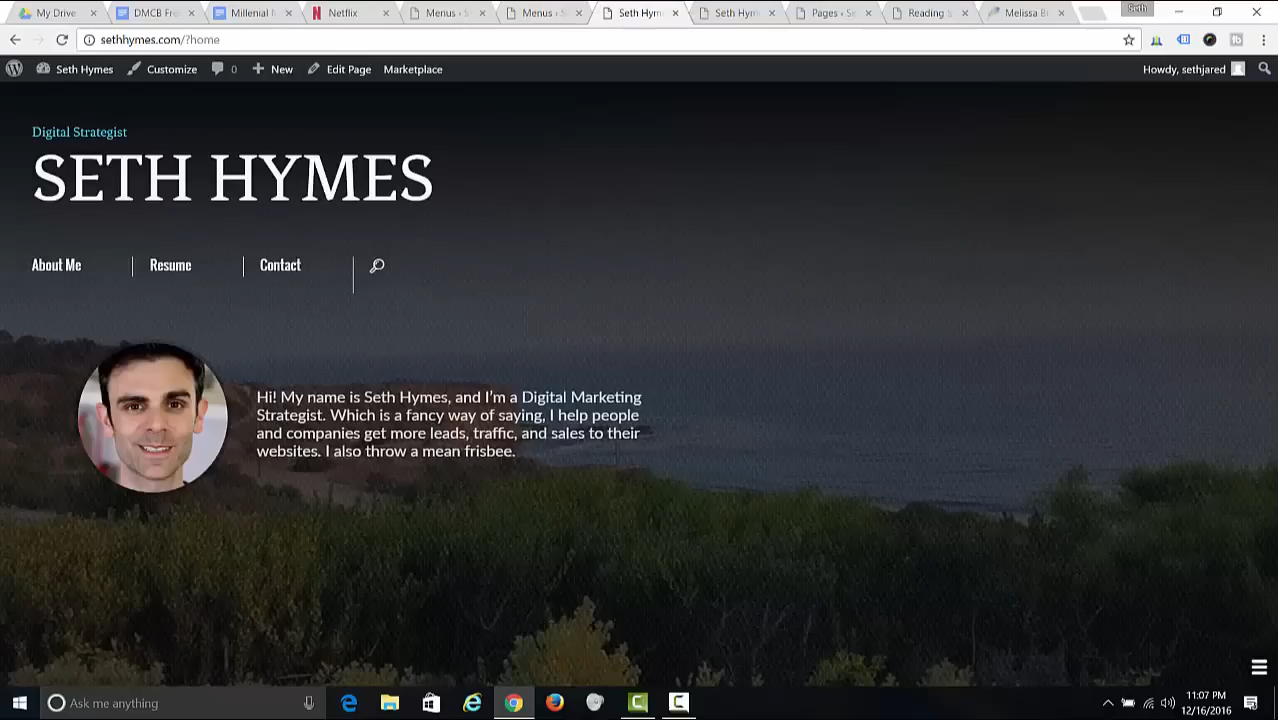 My Drive
DMCB Fre
Millenial M
Netflix
Menus ‹ S
Menus ‹ S
Seth Hym
Seth Hym
Pages ‹ Se
Reading S
Melissa B
Seth
sethhymes.com/?home
Seth Hymes
Customize
0
New
Edit Page
Marketplace
Howdy, sethjared
Digital Strategist
SETH HYMES
About Me
Resume
Contact
Hi! My name is Seth Hymes, and I'm a Digital Marketing
Strategist. Which is a fancy way of saying, I help people
and companies get more leads, traffic, and sales to their
websites. I also throw a mean frisbee.
Ask me anything
11:07 PM
12/16/2016